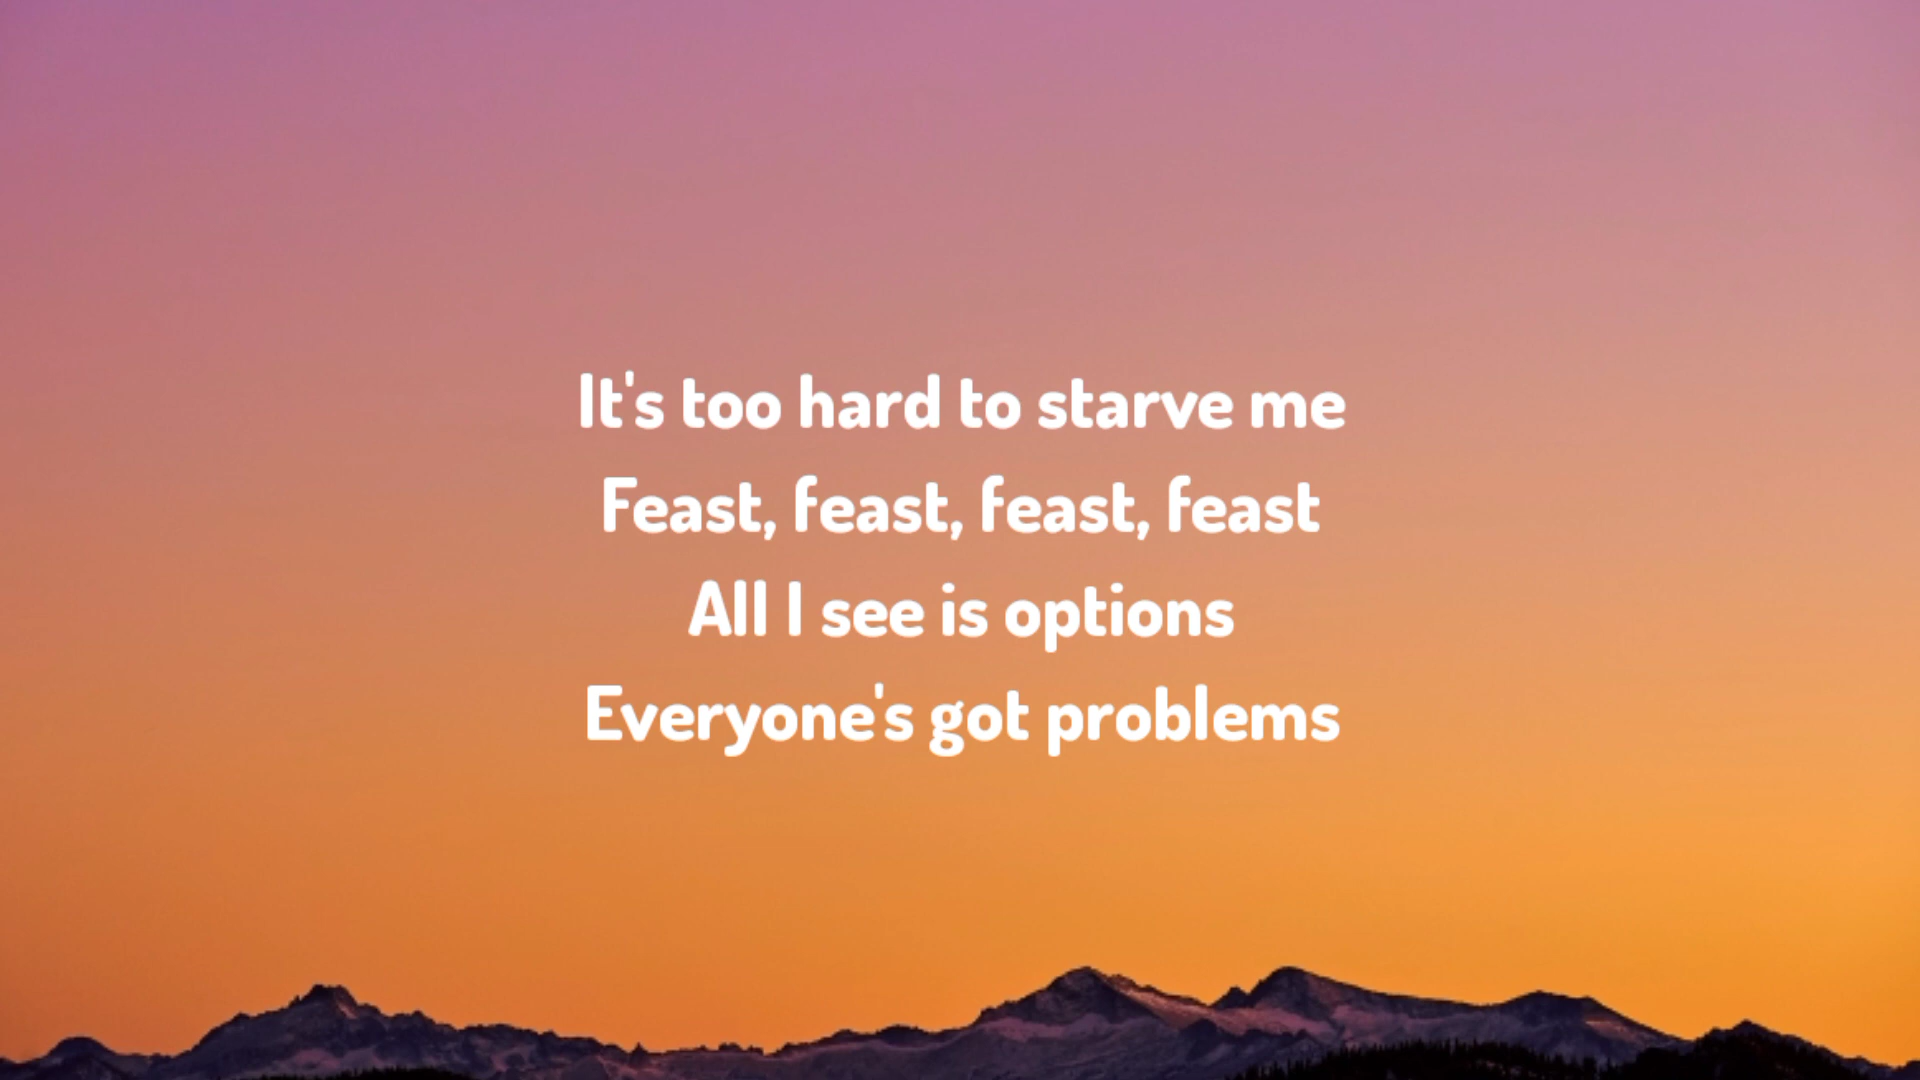 It's too hard to starve me
Feast, feast, feast, feast
All I see is options
Everyone's got problems